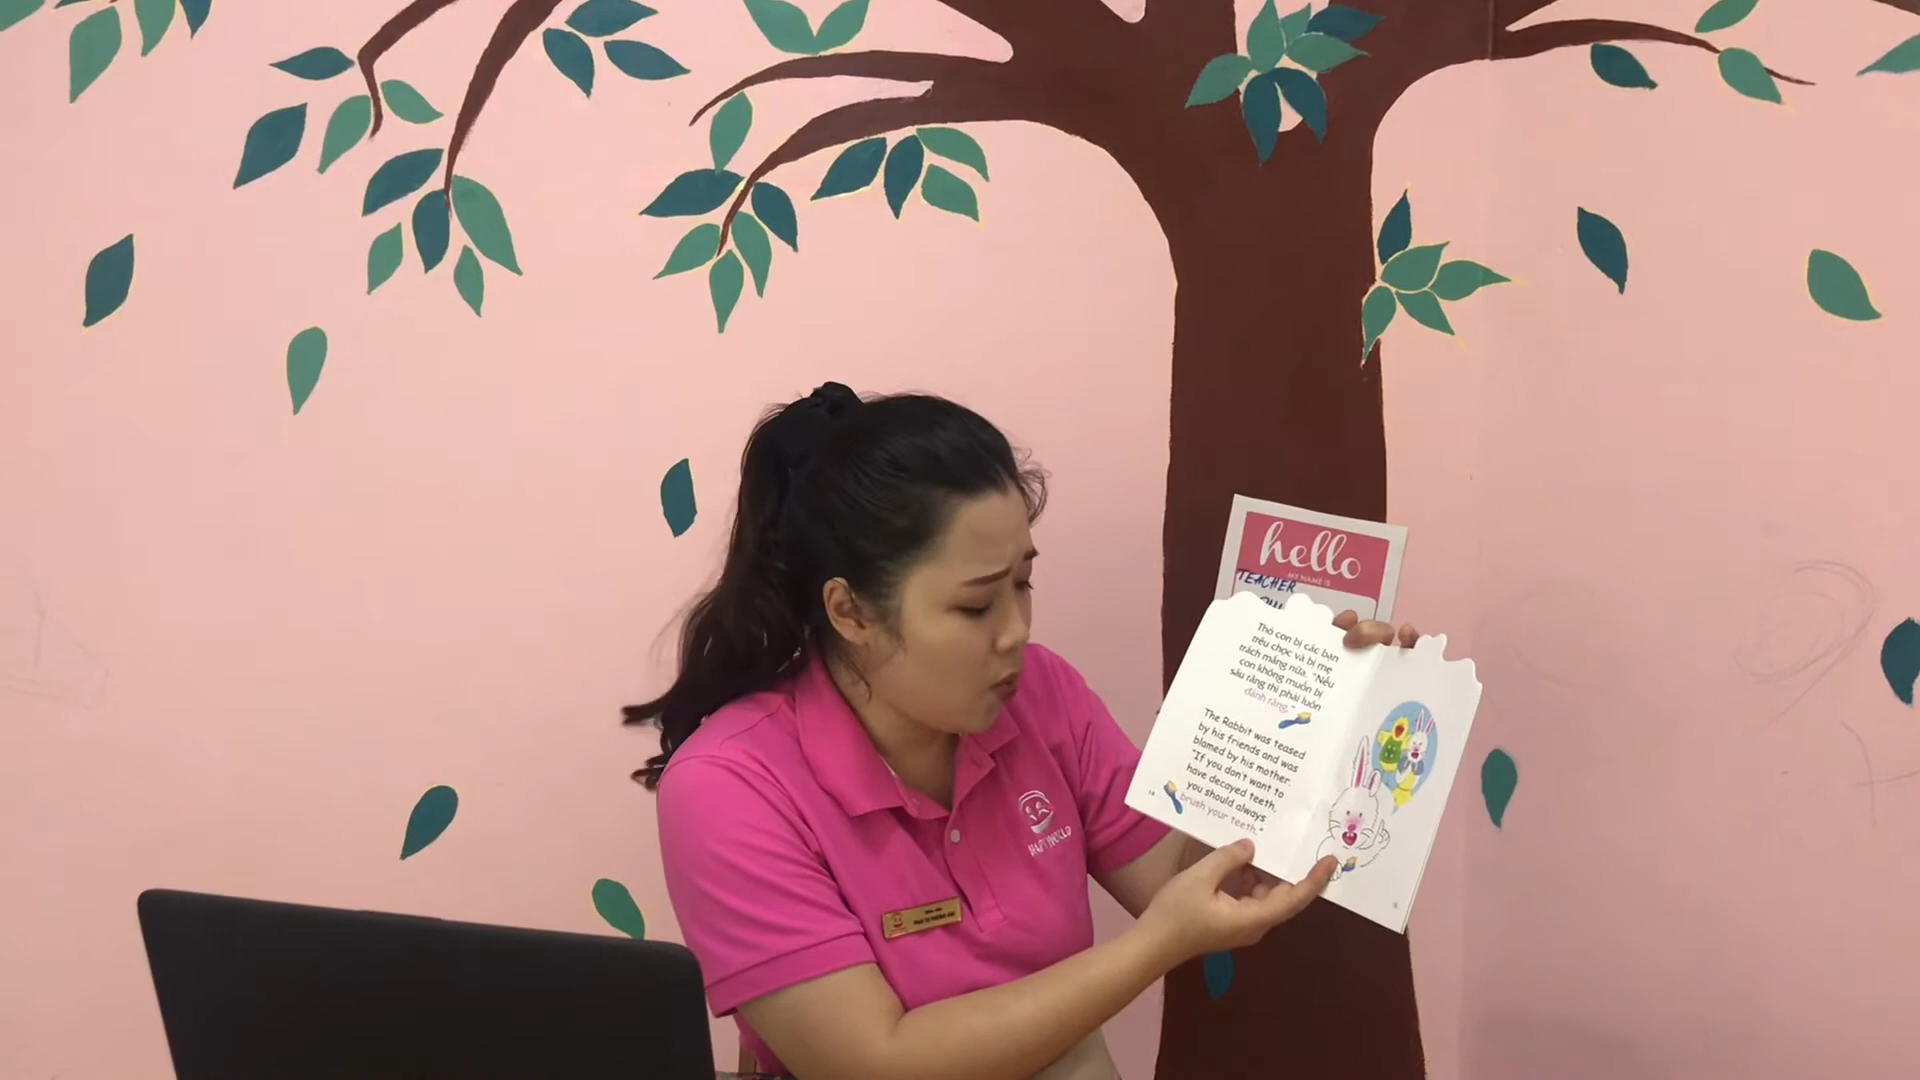 hello
MY NAME IS
TEACHER
Thỏ con bị các bạn
trêu chọc và bị mẹ
trách mắng nữa. "Nếu
con không muốn bị
sâu răng thì phải luôn
đánh răng."
The Rabbit was teased
by his friends and was
blamed by his mother.
"If you don't want to
have decayed teeth,
you should always
brush your teeth."
14